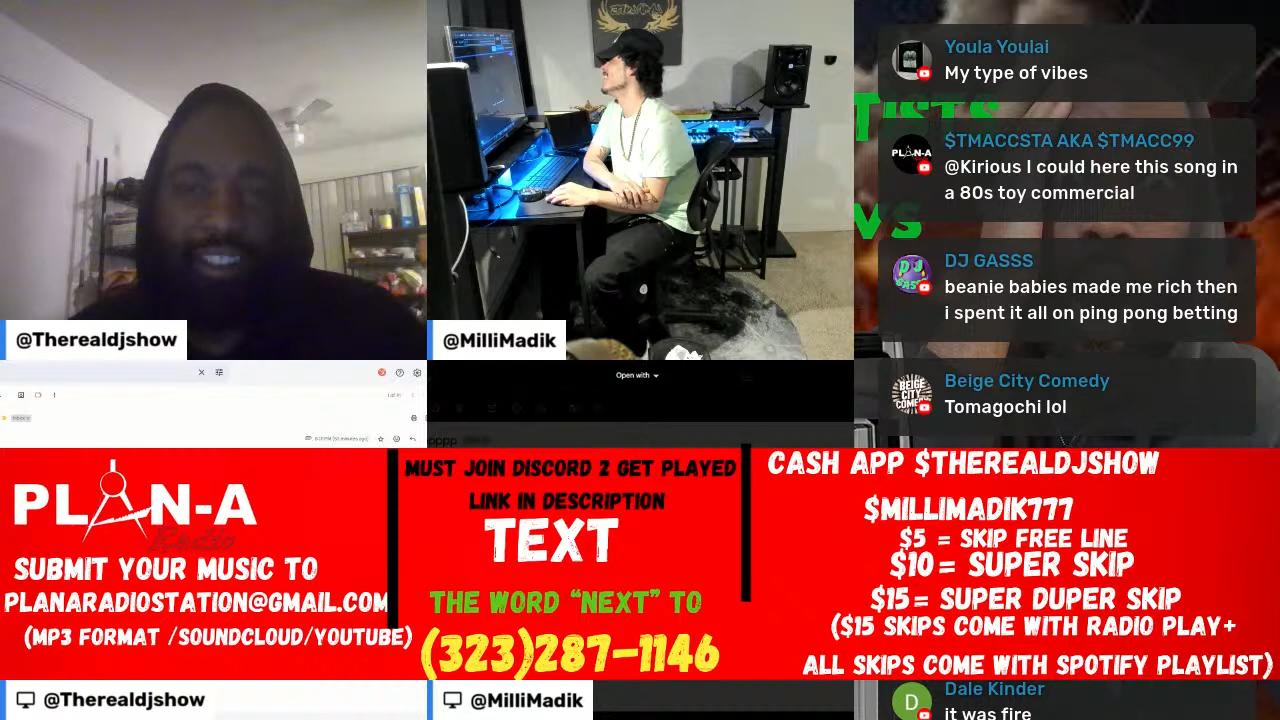 @Therealdjshow
@MilliMadik
Youla Youlai
My type of vibes
$TMACCSTA AKA $TMACC99
@Kirious I could here this song in
a 80s toy commercial
DJ GASSS
beanie babies made me rich then
i spent it all on ping pong betting
Beige City Comedy
Tomagochi lol
TISTS
VS
PLAN-A
Open with
PLAN-A
Radio
SUBMIT YOUR MUSIC TO
PLANARADIOSTATION@GMAIL.COM
(MP3 FORMAT /SOUNDCLOUD/YOUTUBE)
MUST JOIN DISCORD 2 GET PLAYED
LINK IN DESCRIPTION
TEXT
THE WORD “NEXT” TO
(323)287-1146
CASH APP $THEREALDJSHOW
$MILLIMADIK777
$5 = SKIP FREE LINE
$10 = SUPER SKIP
$15 = SUPER DUPER SKIP
($15 SKIPS COME WITH RADIO PLAY+
ALL SKIPS COME WITH SPOTIFY PLAYLIST)
@Therealdjshow
@MilliMadik
D
Dale Kinder
it was fire